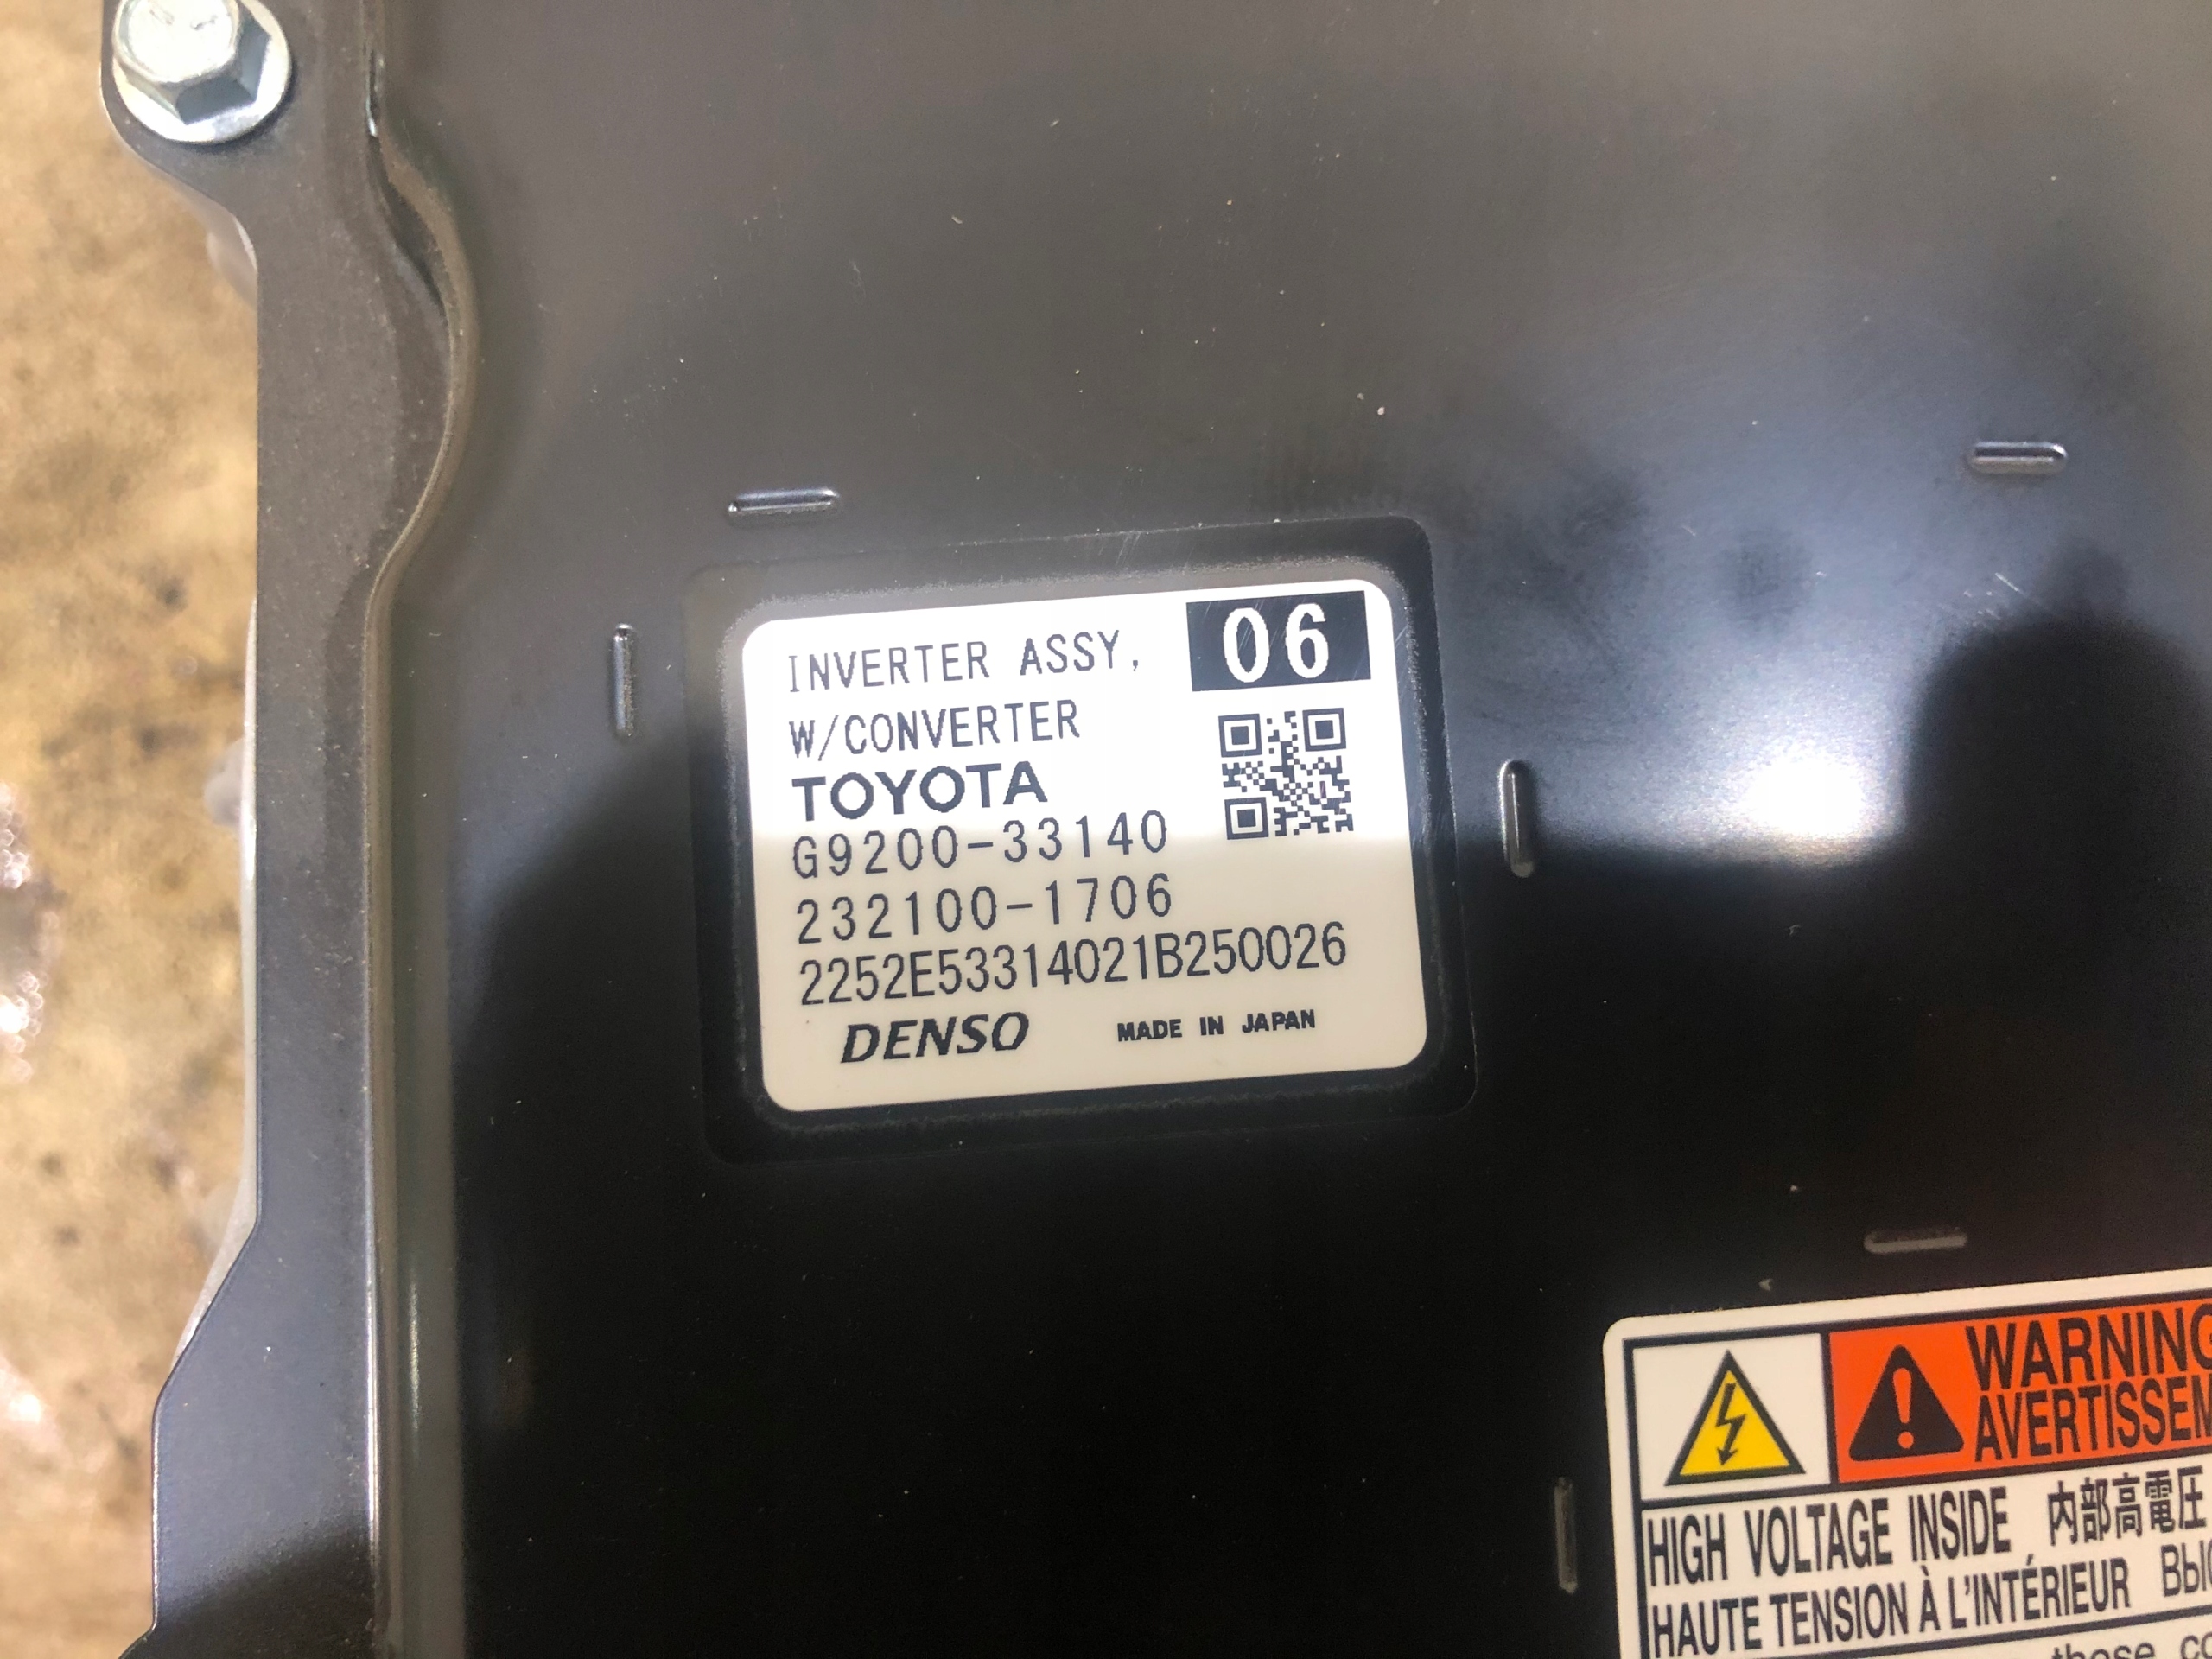 INVERTER ASSY, 06
W/CONVERTER
TOYOTA
G9200-33140
232100-1706
2252E53314021B250026
DENSO MADE IN JAPAN
WARNING
AVERTISSEM
HIGH VOLTAGE INSIDE 内部高電圧
HAUTE TENSION À L'INTÉRIEUR
those